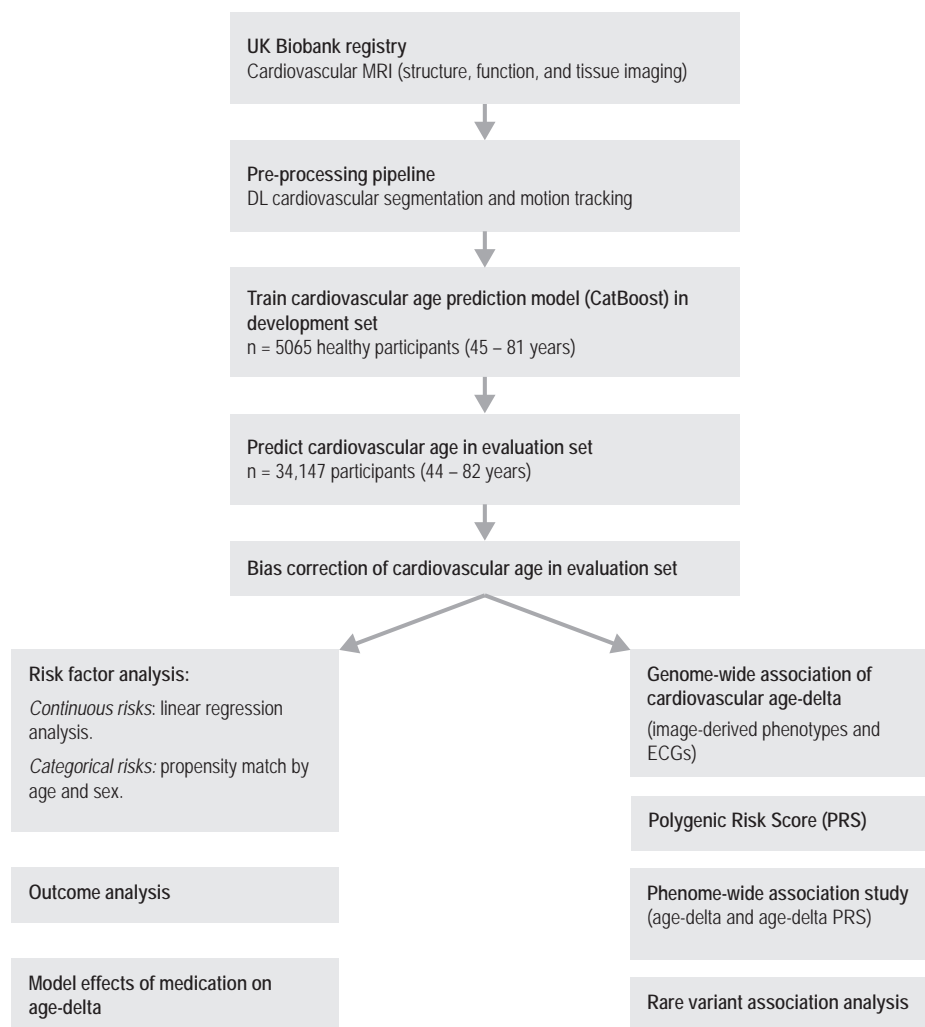 UK Biobank registry
Cardiovascular MRI (structure, function, and tissue imaging)
Pre-processing pipeline
DL cardiovascular segmentation and motion tracking
Train cardiovascular age prediction model (CatBoost) in
development set
n = 5065 healthy participants (45 – 81 years)
Predict cardiovascular age in evaluation set
n = 34,147 participants (44 – 82 years)
Bias correction of cardiovascular age in evaluation set
Risk factor analysis:
Continuous risks: linear regression
analysis.
Categorical risks: propensity match by
age and sex.
Outcome analysis
Model effects of medication on
age-delta
Genome-wide association of
cardiovascular age-delta
(image-derived phenotypes and
ECGs)
Polygenic Risk Score (PRS)
Phenome-wide association study
(age-delta and age-delta PRS)
Rare variant association analysis